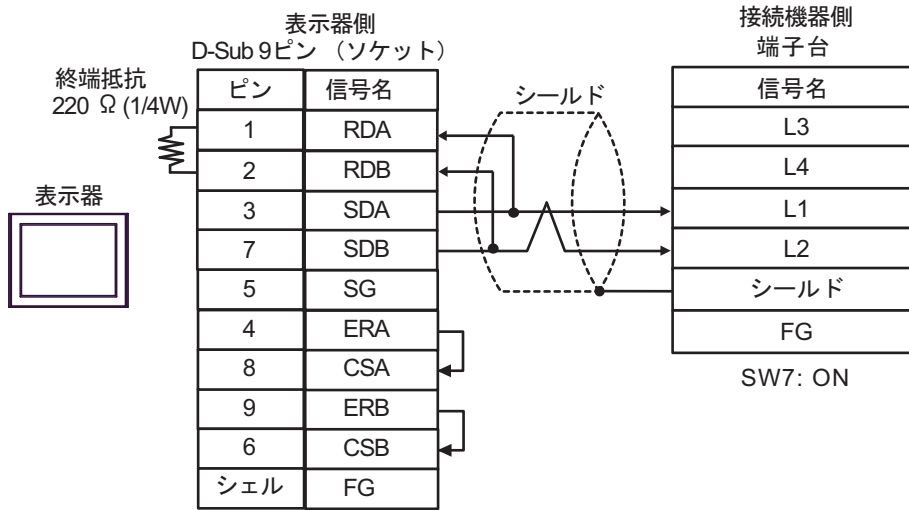 表示器側
D-Sub 9ピン （ソケット）
接続機器側
端子台
終端抵抗
220 Ω (1/4W)
表示器
シールド
ピン 信号名
1 RDA
2 RDB
3 SDA
7 SDB
5 SG
4 ERA
8 CSA
9 ERB
6 CSB
シェル FG
信号名
L3
L4
L1
L2
シールド
FG
SW7: ON